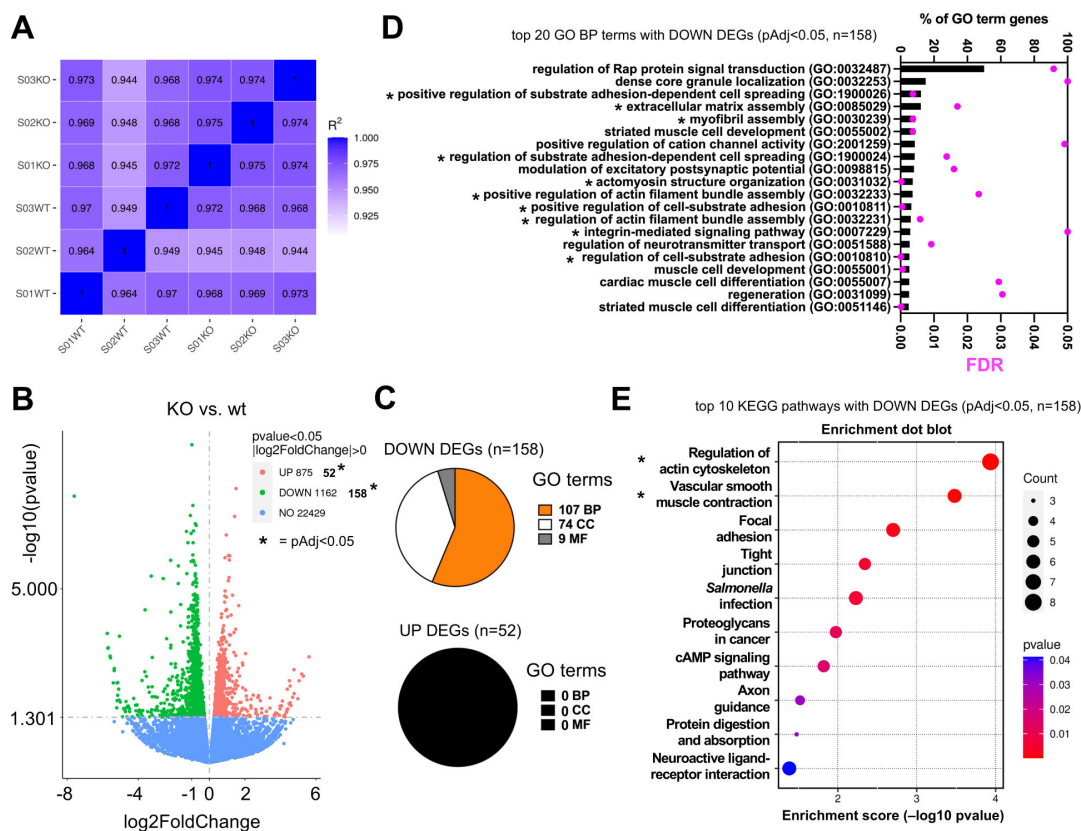 A
S03KO
0.973
0.944
0.968
0.974
0.974
1
S02KO
0.969
0.948
0.968
0.975
1
0.974
S01KO
0.968
0.945
0.972
1
0.975
0.974
S03WT
0.97
0.949
1
0.972
0.968
0.968
S02WT
0.964
1
0.949
0.945
0.948
0.944
S01WT
1
0.964
0.97
0.968
0.969
0.973
S01WT
S02WT
S03WT
S01KO
S02KO
S03KO
R2
1.000
0.975
0.950
0.925
D
top 20 GO BP terms with DOWN DEGs (pAdj<0.05, n=158)
% of GO term genes
0 20 40 60 80 100
regulation of Rap protein signal transduction (GO:0032487)
dense core granule localization (GO:0032253)
* positive regulation of substrate adhesion-dependent cell spreading (GO:1900026)
* extracellular matrix assembly (GO:0085029)
* myofibril assembly (GO:0030239)
striated muscle cell development (GO:0055002)
positive regulation of cation channel activity (GO:2001259)
* regulation of substrate adhesion-dependent cell spreading (GO:1900024)
modulation of excitatory postsynaptic potential (GO:0098815)
* actomyosin structure organization (GO:0031032)
* positive regulation of actin filament bundle assembly (GO:0032233)
* positive regulation of cell-substrate adhesion (GO:0010811)
* regulation of actin filament bundle assembly (GO:0032231)
* integrin-mediated signaling pathway (GO:0007229)
regulation of neurotransmitter transport (GO:0051588)
* regulation of cell-substrate adhesion (GO:0010810)
muscle cell development (GO:0055001)
cardiac muscle cell differentiation (GO:0055007)
regeneration (GO:0031099)
striated muscle cell differentiation (GO:0051146)
0.00 0.01 0.02 0.03 0.04 0.05
FDR
B
KO vs. wt
-log10(pvalue)
5.000
1.301
-8 -4 -1 0 2 6
log2FoldChange
pvalue<0.05
|log2FoldChange|>0
UP 875 52 *
DOWN 1162 158 *
NO 22429
* = pAdj<0.05
C
DOWN DEGs (n=158)
GO terms
107 BP
74 CC
9 MF
UP DEGs (n=52)
GO terms
0 BP
0 CC
0 MF
E
top 10 KEGG pathways with DOWN DEGs (pAdj<0.05, n=158)
Enrichment dot blot
* Regulation of
actin cytoskeleton
* Vascular smooth
muscle contraction
Focal
adhesion
Tight
junction
Salmonella
infection
Proteoglycans
in cancer
cAMP signaling
pathway
Axon
guidance
Protein digestion
and absorption
Neuroactive ligand-
receptor interaction
2 3 4
Enrichment score (–log10 pvalue)
Count
3
4
5
6
7
8
pvalue
0.04
0.03
0.02
0.01